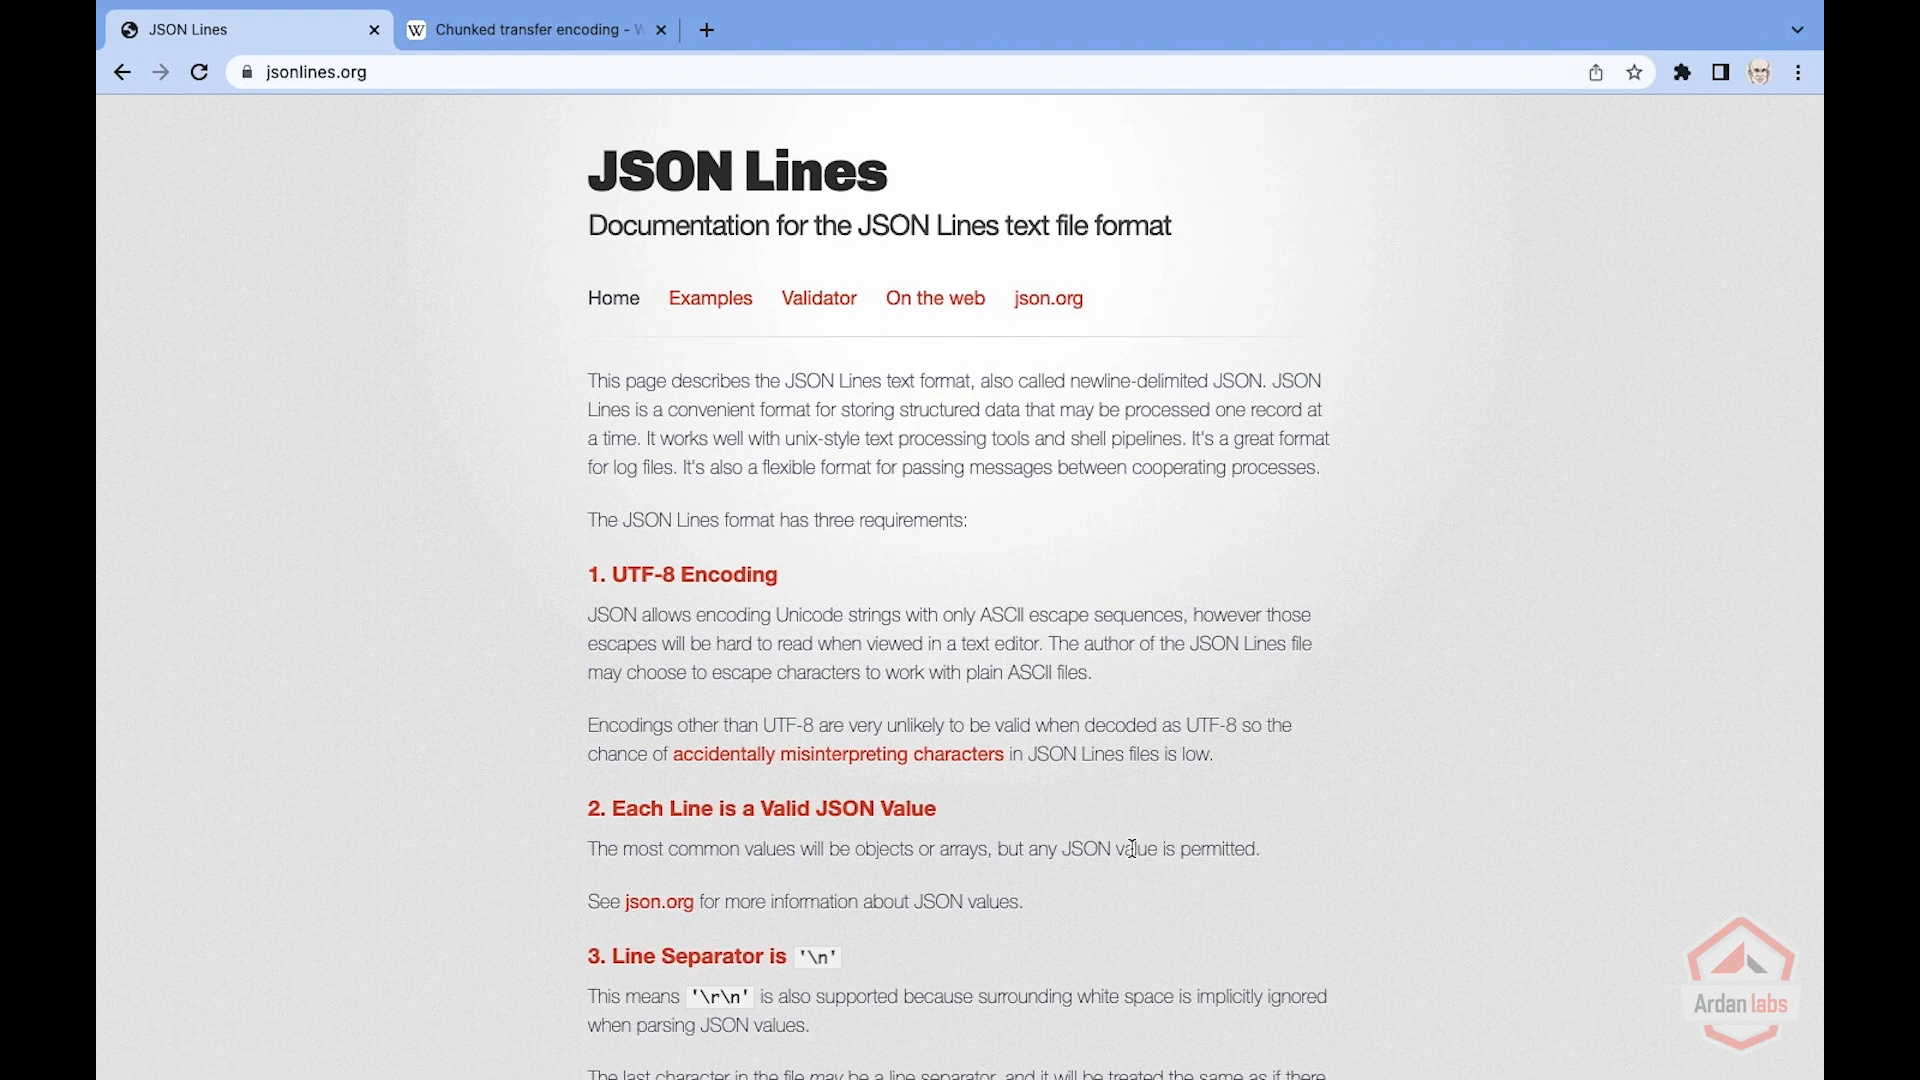 JSON Lines
Chunked transfer encoding - W
jsonlines.org
JSON Lines
Documentation for the JSON Lines text file format
Home Examples Validator On the web json.org
This page describes the JSON Lines text format, also called newline-delimited JSON. JSON
Lines is a convenient format for storing structured data that may be processed one record at
a time. It works well with unix-style text processing tools and shell pipelines. It's a great format
for log files. It's also a flexible format for passing messages between cooperating processes.
The JSON Lines format has three requirements:
1. UTF-8 Encoding
JSON allows encoding Unicode strings with only ASCII escape sequences, however those
escapes will be hard to read when viewed in a text editor. The author of the JSON Lines file
may choose to escape characters to work with plain ASCII files.
Encodings other than UTF-8 are very unlikely to be valid when decoded as UTF-8 so the
chance of accidentally misinterpreting characters in JSON Lines files is low.
2. Each Line is a Valid JSON Value
The most common values will be objects or arrays, but any JSON value is permitted.
See json.org for more information about JSON values.
3. Line Separator is '\n'
This means '\r\n' is also supported because surrounding white space is implicitly ignored
when parsing JSON values.
The last character in the file may be a line separator, and it will be treated the same as if there
Ardan labs